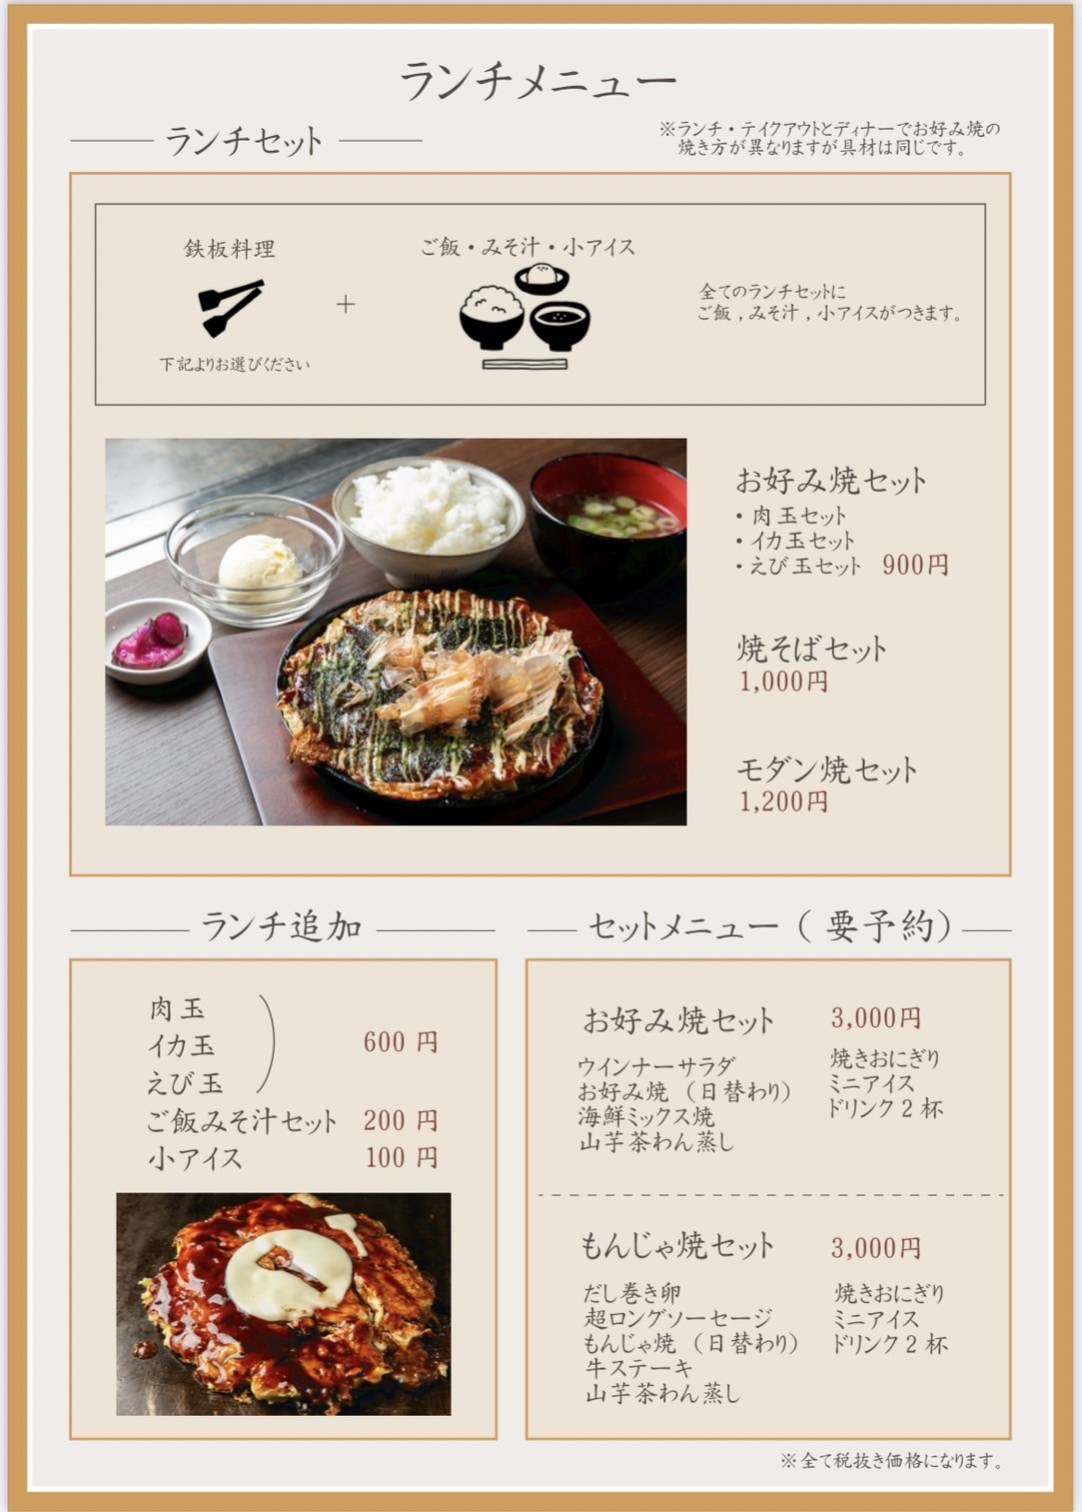 ランチメニュー
ランチセット
※ランチ・テイクアウトとディナーでお好み焼の
焼き方が異なりますが具材は同じです。
鉄板料理
+
ご飯・みそ汁・小アイス
下記よりお選びください
全てのランチセットに
ご飯,みそ汁,小アイスがつきます。
お好み焼セット
・肉玉セット
・イカ玉セット
・えび玉セット 900円
焼そばセット
1,000円
モダン焼セット
1,200円
ランチ追加
肉玉
イカ玉 600 円
えび玉
ご飯みそ汁セット 200 円
小アイス 100 円
セットメニュー(要予約)
お好み焼セット 3,000円
ウインナーサラダ
お好み焼(日替わり)
海鮮ミックス焼
山芋茶わん蒸し
焼きおにぎり
ミニアイス
ドリンク2杯
もんじゃ焼セット 3,000円
だし巻き卵
超ロングソーセージ
もんじゃ焼(日替わり)
牛ステーキ
山芋茶わん蒸し
焼きおにぎり
ミニアイス
ドリンク2杯
※全て税抜き価格になります。